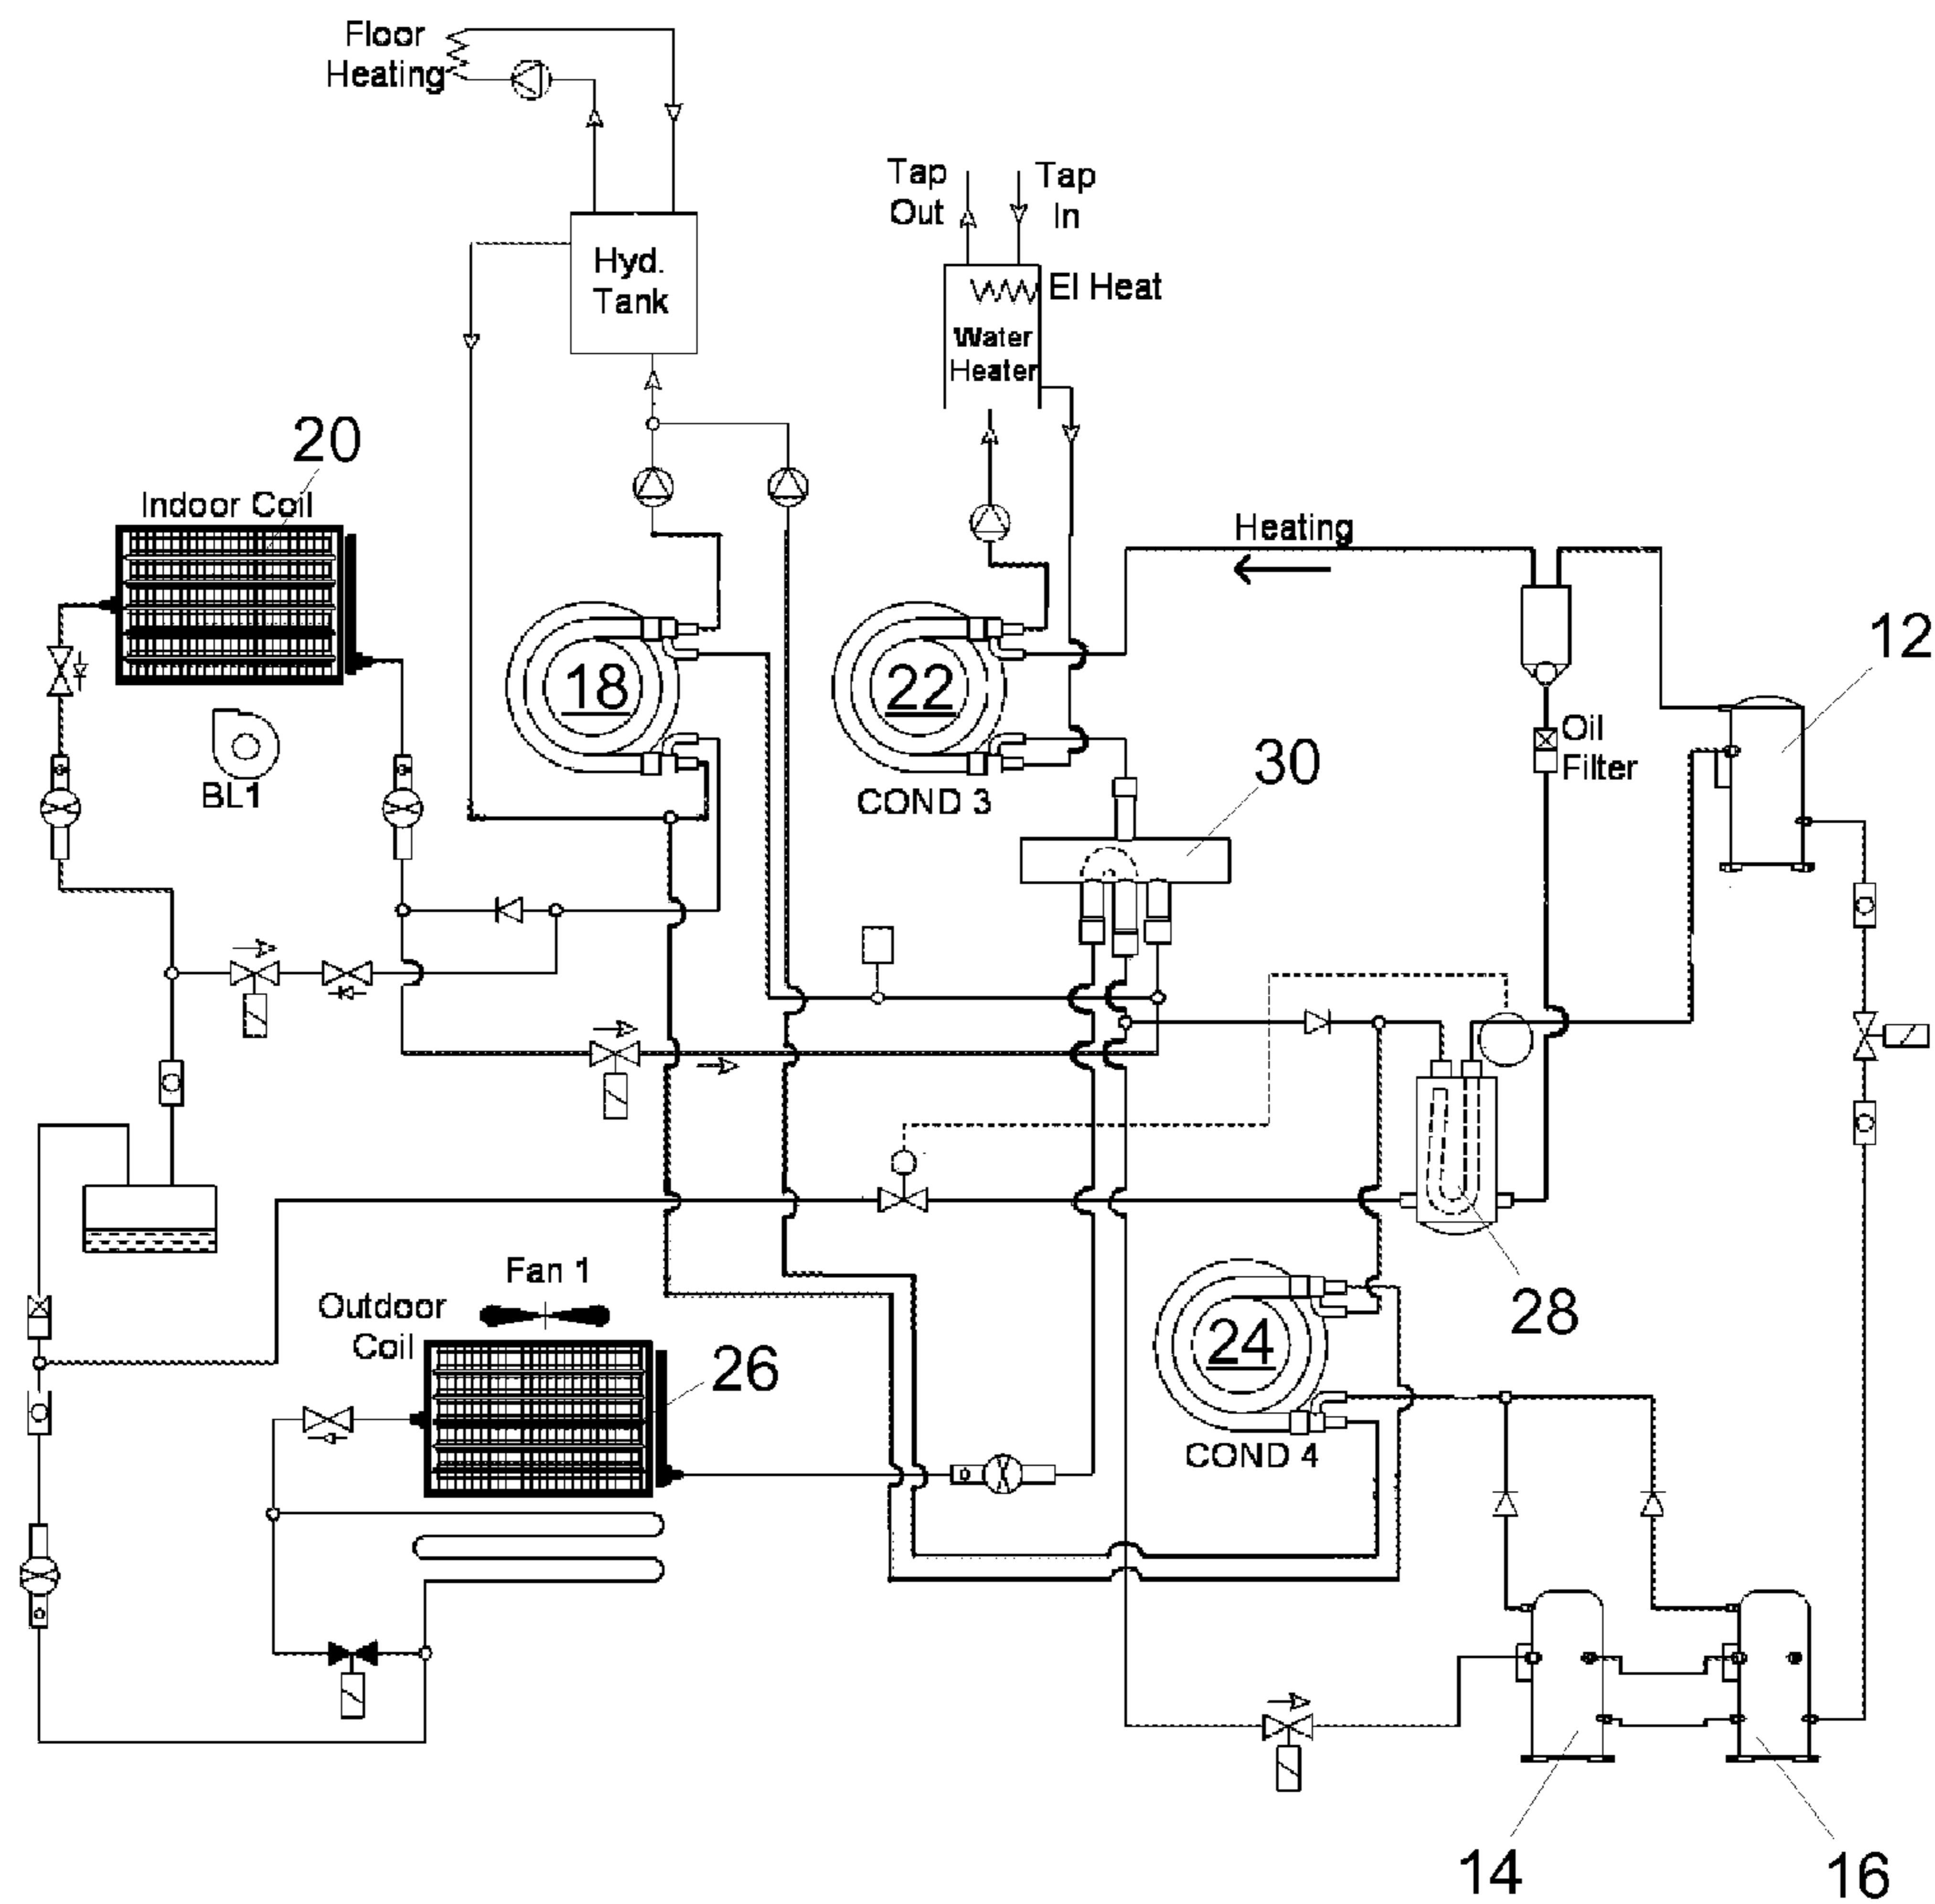 Floor
Heating
Tap
Out
Tap
In
Hyd.
Tank
El Heat
Water
Heater
20
Indoor Coil
Heating
12
18
22
Oil
Filter
BL1
COND 3
30
Fan 1
Outdoor
Coil
28
24
26
COND 4
14
16